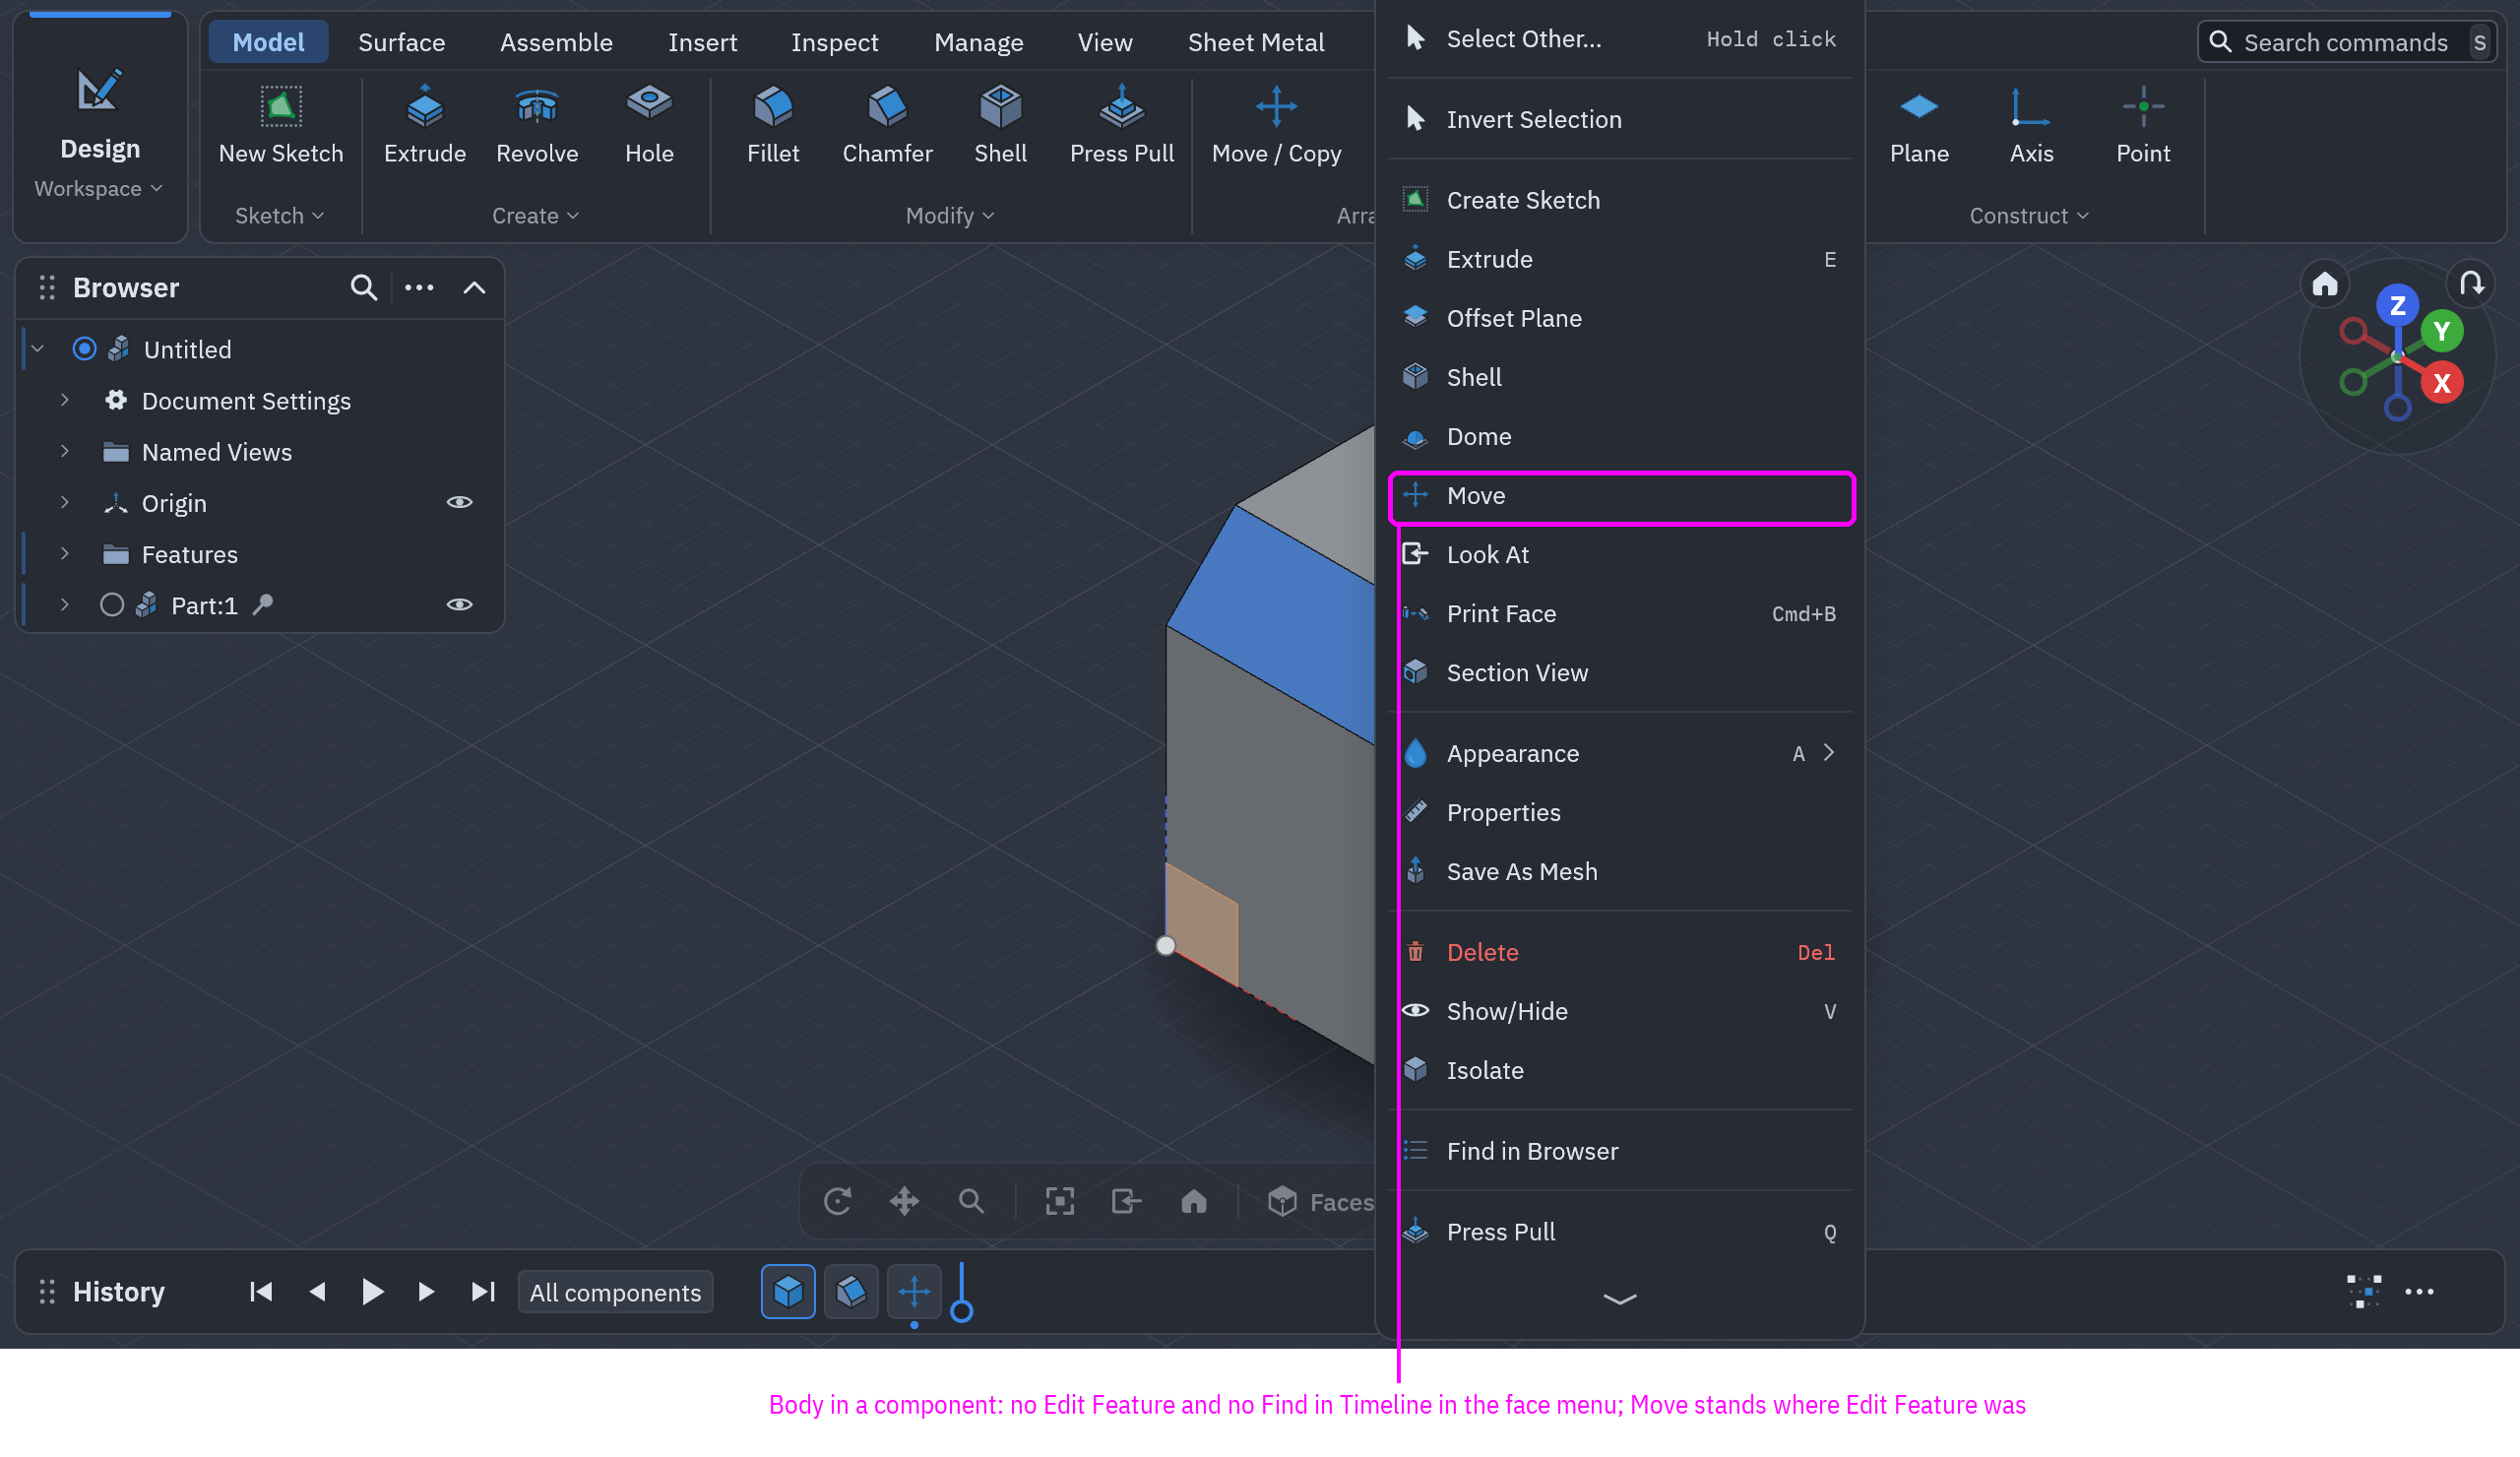 Model Surface Assemble Insert Inspect Manage View Sheet Metal
Search commands S
Design
Workspace
New Sketch Extrude Revolve Hole Fillet Chamfer Shell Press Pull Move / Copy
Plane Axis Point
Sketch Create Modify Arra
Construct
Browser
Untitled
Document Settings
Named Views
Origin
Features
Part:1
Select Other... Hold click
Invert Selection
Create Sketch
Extrude E
Offset Plane
Shell
Dome
Move
Look At
Print Face Cmd+B
Section View
Appearance A
Properties
Save As Mesh
Delete Del
Show/Hide V
Isolate
Find in Browser
Press Pull Q
Z
Y
X
Faces
History All components
Body in a component: no Edit Feature and no Find in Timeline in the face menu; Move stands where Edit Feature was